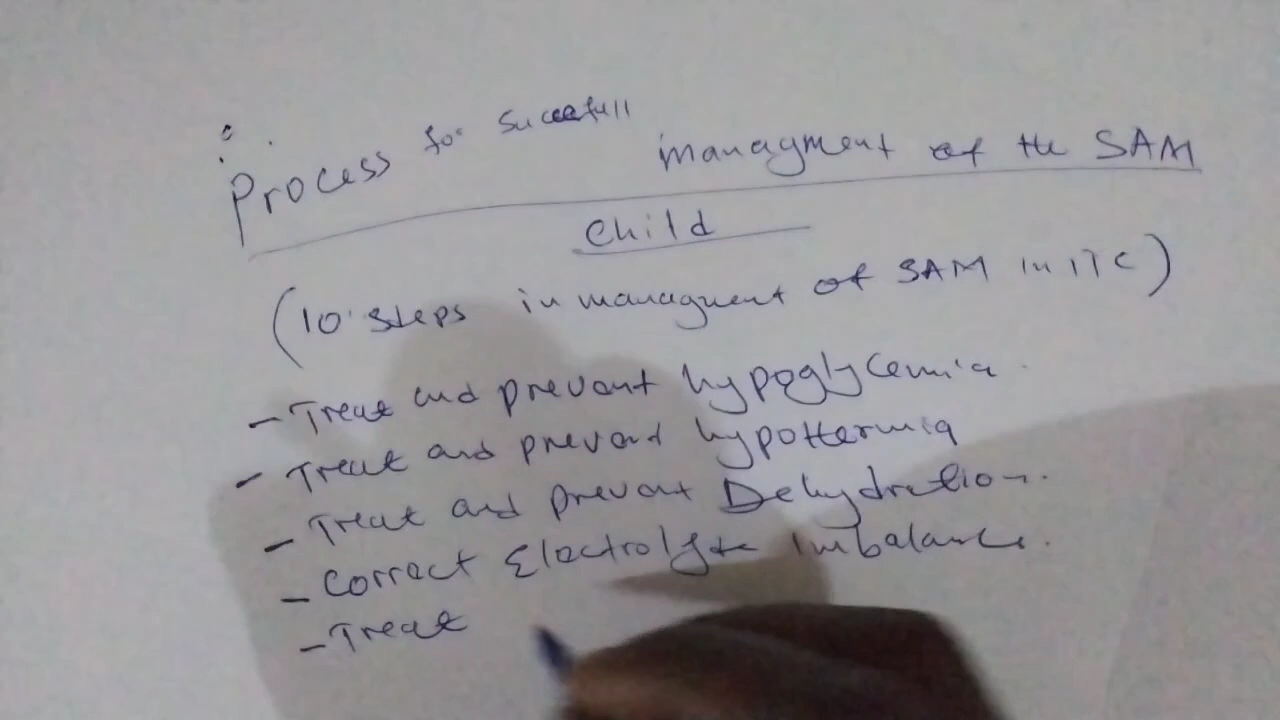 Process for Succefull managment of the SAM
Child
(10 steps in managment of SAM in ITC)
- Treat and prevent hypoglycemia.
- Treat and prevent hypothermia
- Treat and prevent Dehydration.
- Correct Electrolyte Imbalance.
- Treat